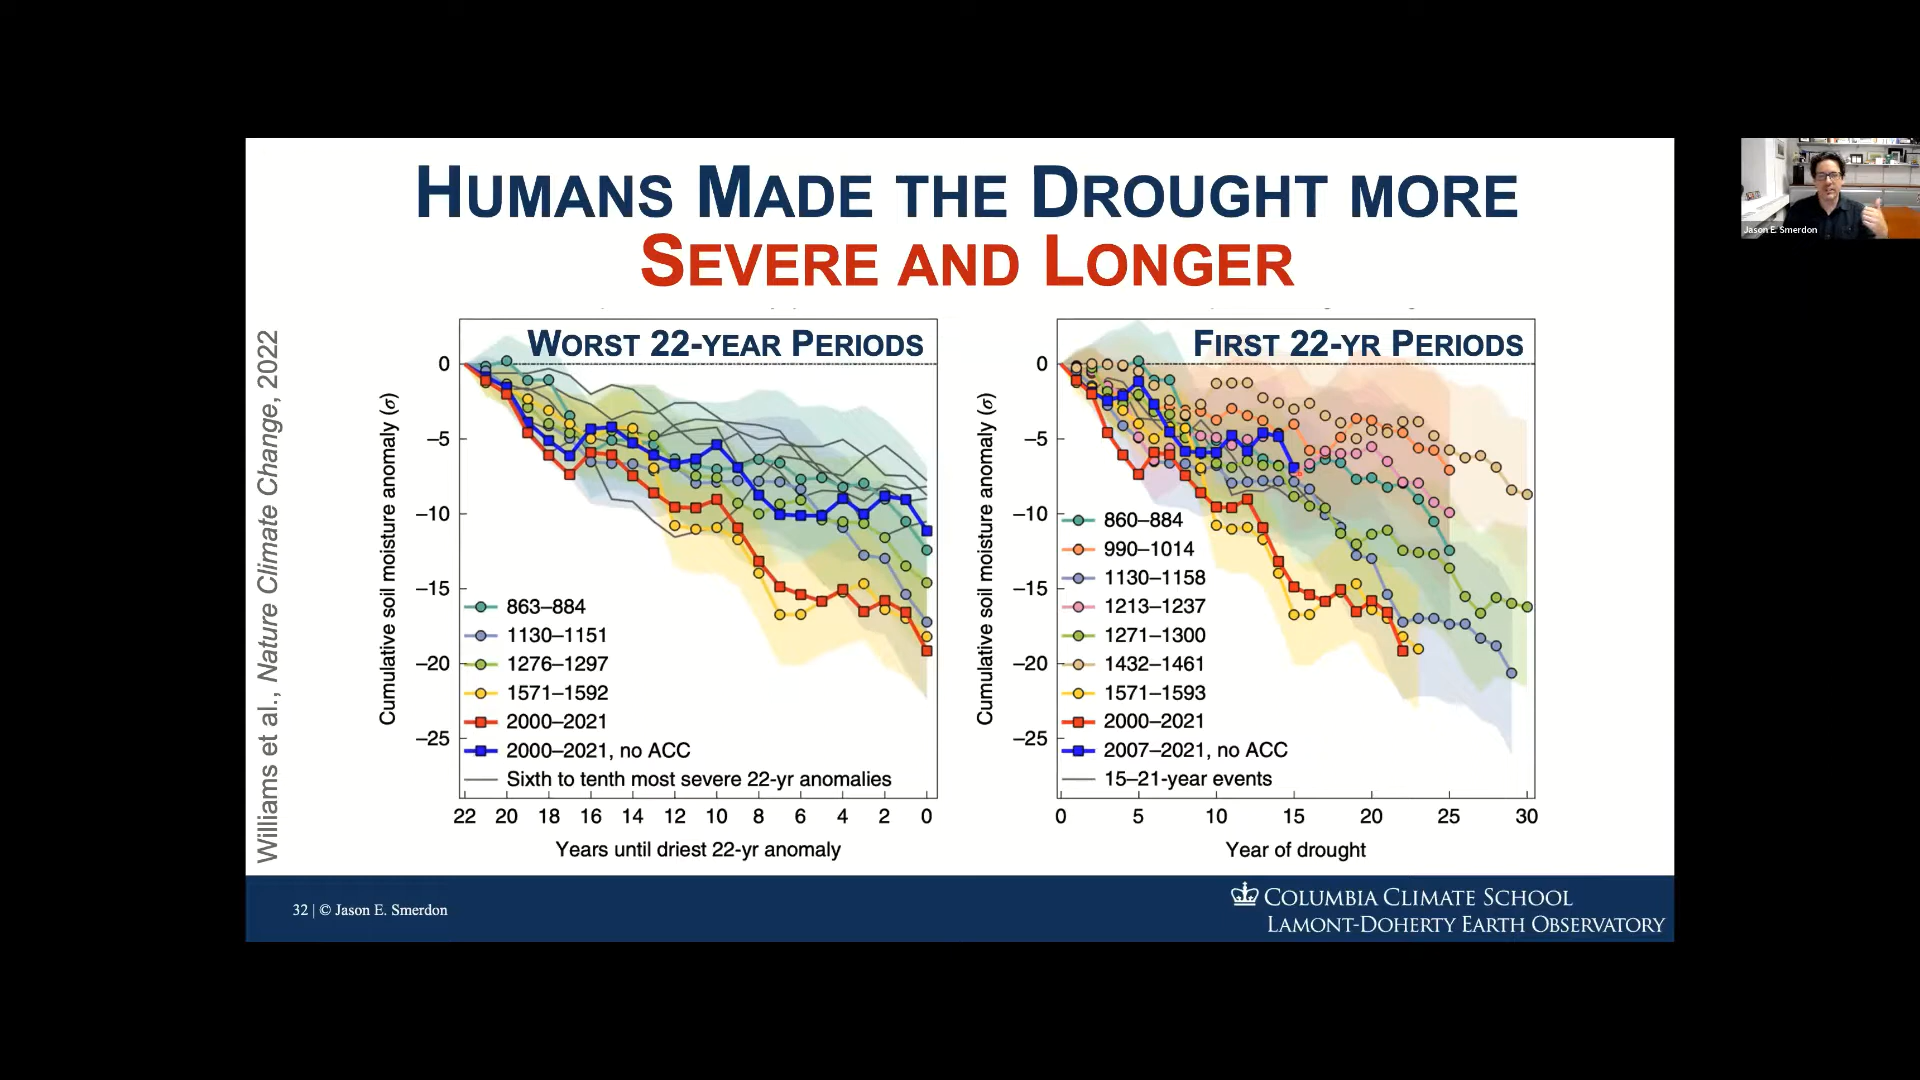 HUMANS MADE THE DROUGHT MORE
SEVERE AND LONGER
Jason E. Smerdon
Williams et al., Nature Climate Change, 2022
WORST 22-YEAR PERIODS
Cumulative soil moisture anomaly (σ)
0
−5
−10
−15
−20
−25
863–884
1130–1151
1276–1297
1571–1592
2000–2021
2000–2021, no ACC
Sixth to tenth most severe 22-yr anomalies
22 20 18 16 14 12 10 8 6 4 2 0
Years until driest 22-yr anomaly
FIRST 22-YR PERIODS
Cumulative soil moisture anomaly (σ)
0
−5
−10
−15
−20
−25
860–884
990–1014
1130–1158
1213–1237
1271–1300
1432–1461
1571–1593
2000–2021
2007–2021, no ACC
15–21-year events
0 5 10 15 20 25 30
Year of drought
32 | © Jason E. Smerdon
COLUMBIA CLIMATE SCHOOL
LAMONT-DOHERTY EARTH OBSERVATORY